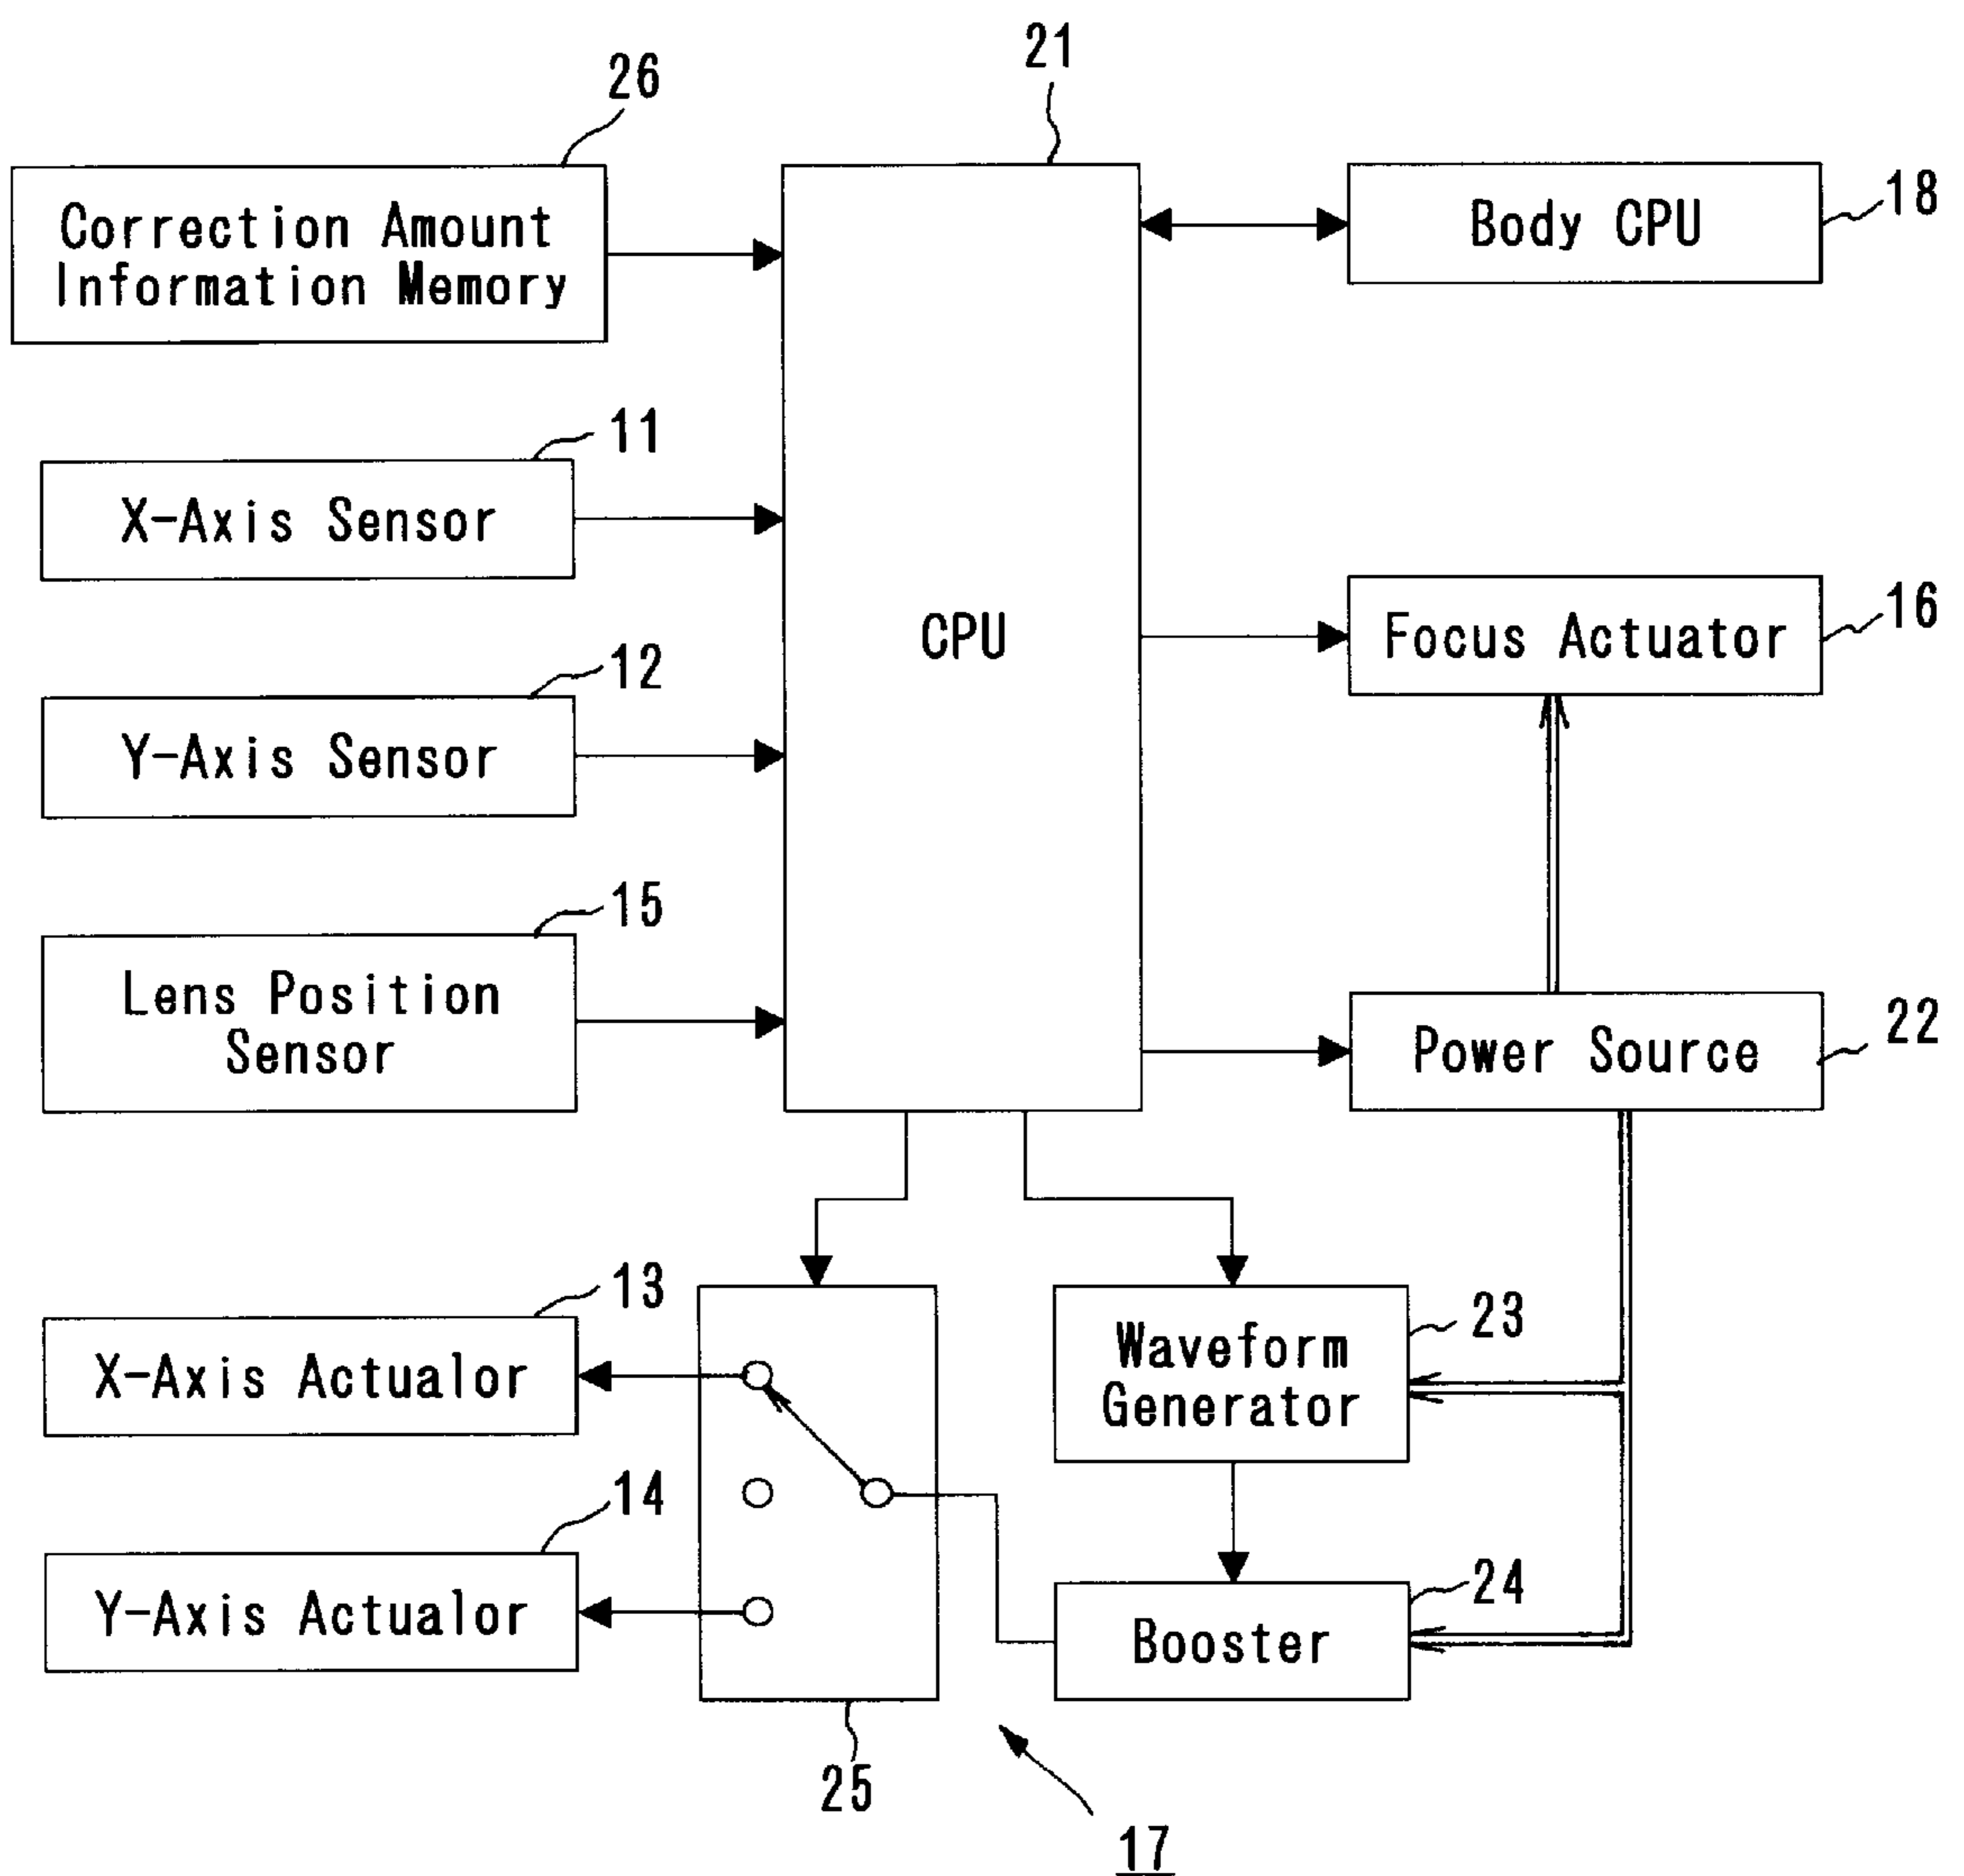 21
26
Correction Amount
Information Memory
Body CPU
18
11
X-Axis Sensor
CPU
Focus Actuator
16
12
Y-Axis Sensor
15
Lens Position
Sensor
Power Source
22
13
X-Axis Actualor
Waveform
Generator
23
14
Y-Axis Actualor
Booster
24
25
17